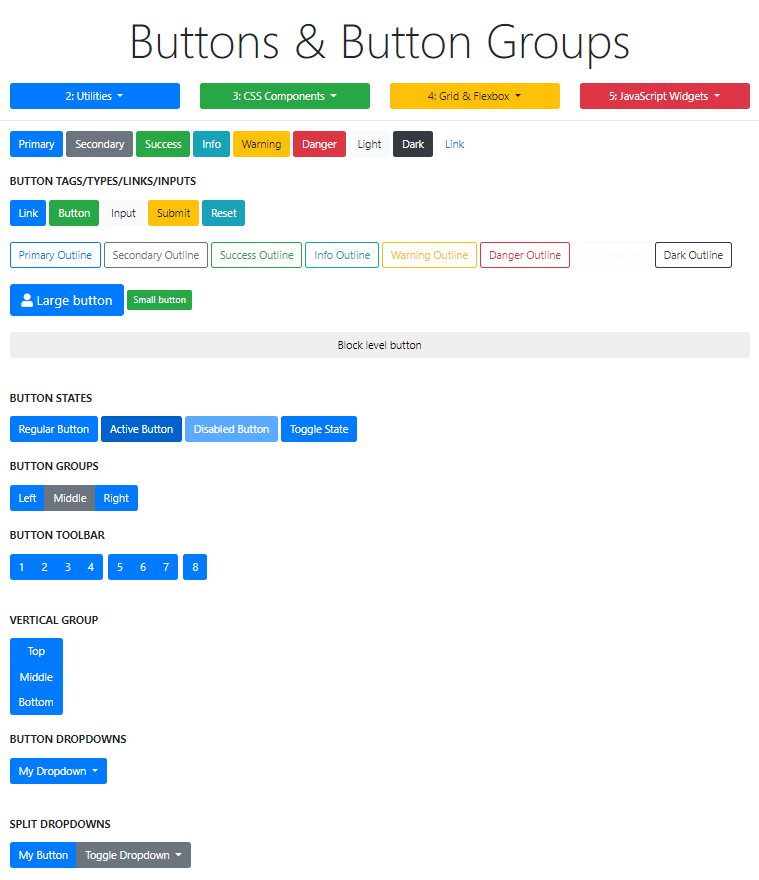 Buttons & Button Groups
2: Utilities 3: CSS Components 4: Grid & Flexbox 5: JavaScript Widgets
Primary Secondary Success Info Warning Danger Light Dark Link
BUTTON TAGS/TYPES/LINKS/INPUTS
Link Button Input Submit Reset
Primary Outline Secondary Outline Success Outline Info Outline Warning Outline Danger Outline Light Outline Dark Outline
Large button Small button
Block level button
BUTTON STATES
Regular Button Active Button Disabled Button Toggle State
BUTTON GROUPS
Left Middle Right
BUTTON TOOLBAR
1 2 3 4 5 6 7 8
VERTICAL GROUP
Top
Middle
Bottom
BUTTON DROPDOWNS
My Dropdown
SPLIT DROPDOWNS
My Button Toggle Dropdown